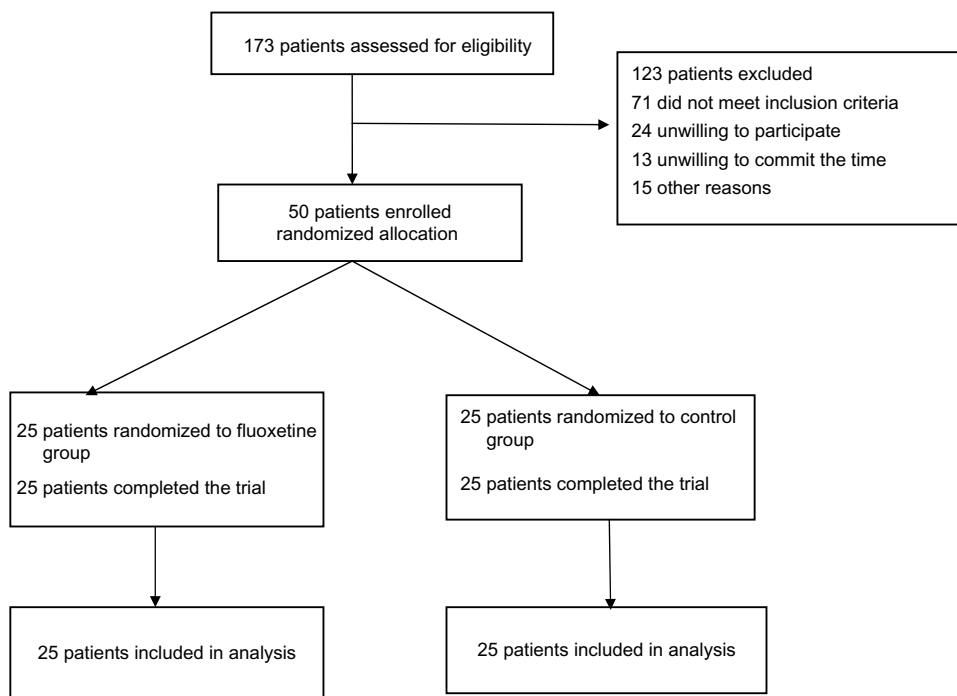 173 patients assessed for eligibility
123 patients excluded
71 did not meet inclusion criteria
24 unwilling to participate
13 unwilling to commit the time
15 other reasons
50 patients enrolled
randomized allocation
25 patients randomized to fluoxetine
group
25 patients completed the trial
25 patients randomized to control
group
25 patients completed the trial
25 patients included in analysis
25 patients included in analysis